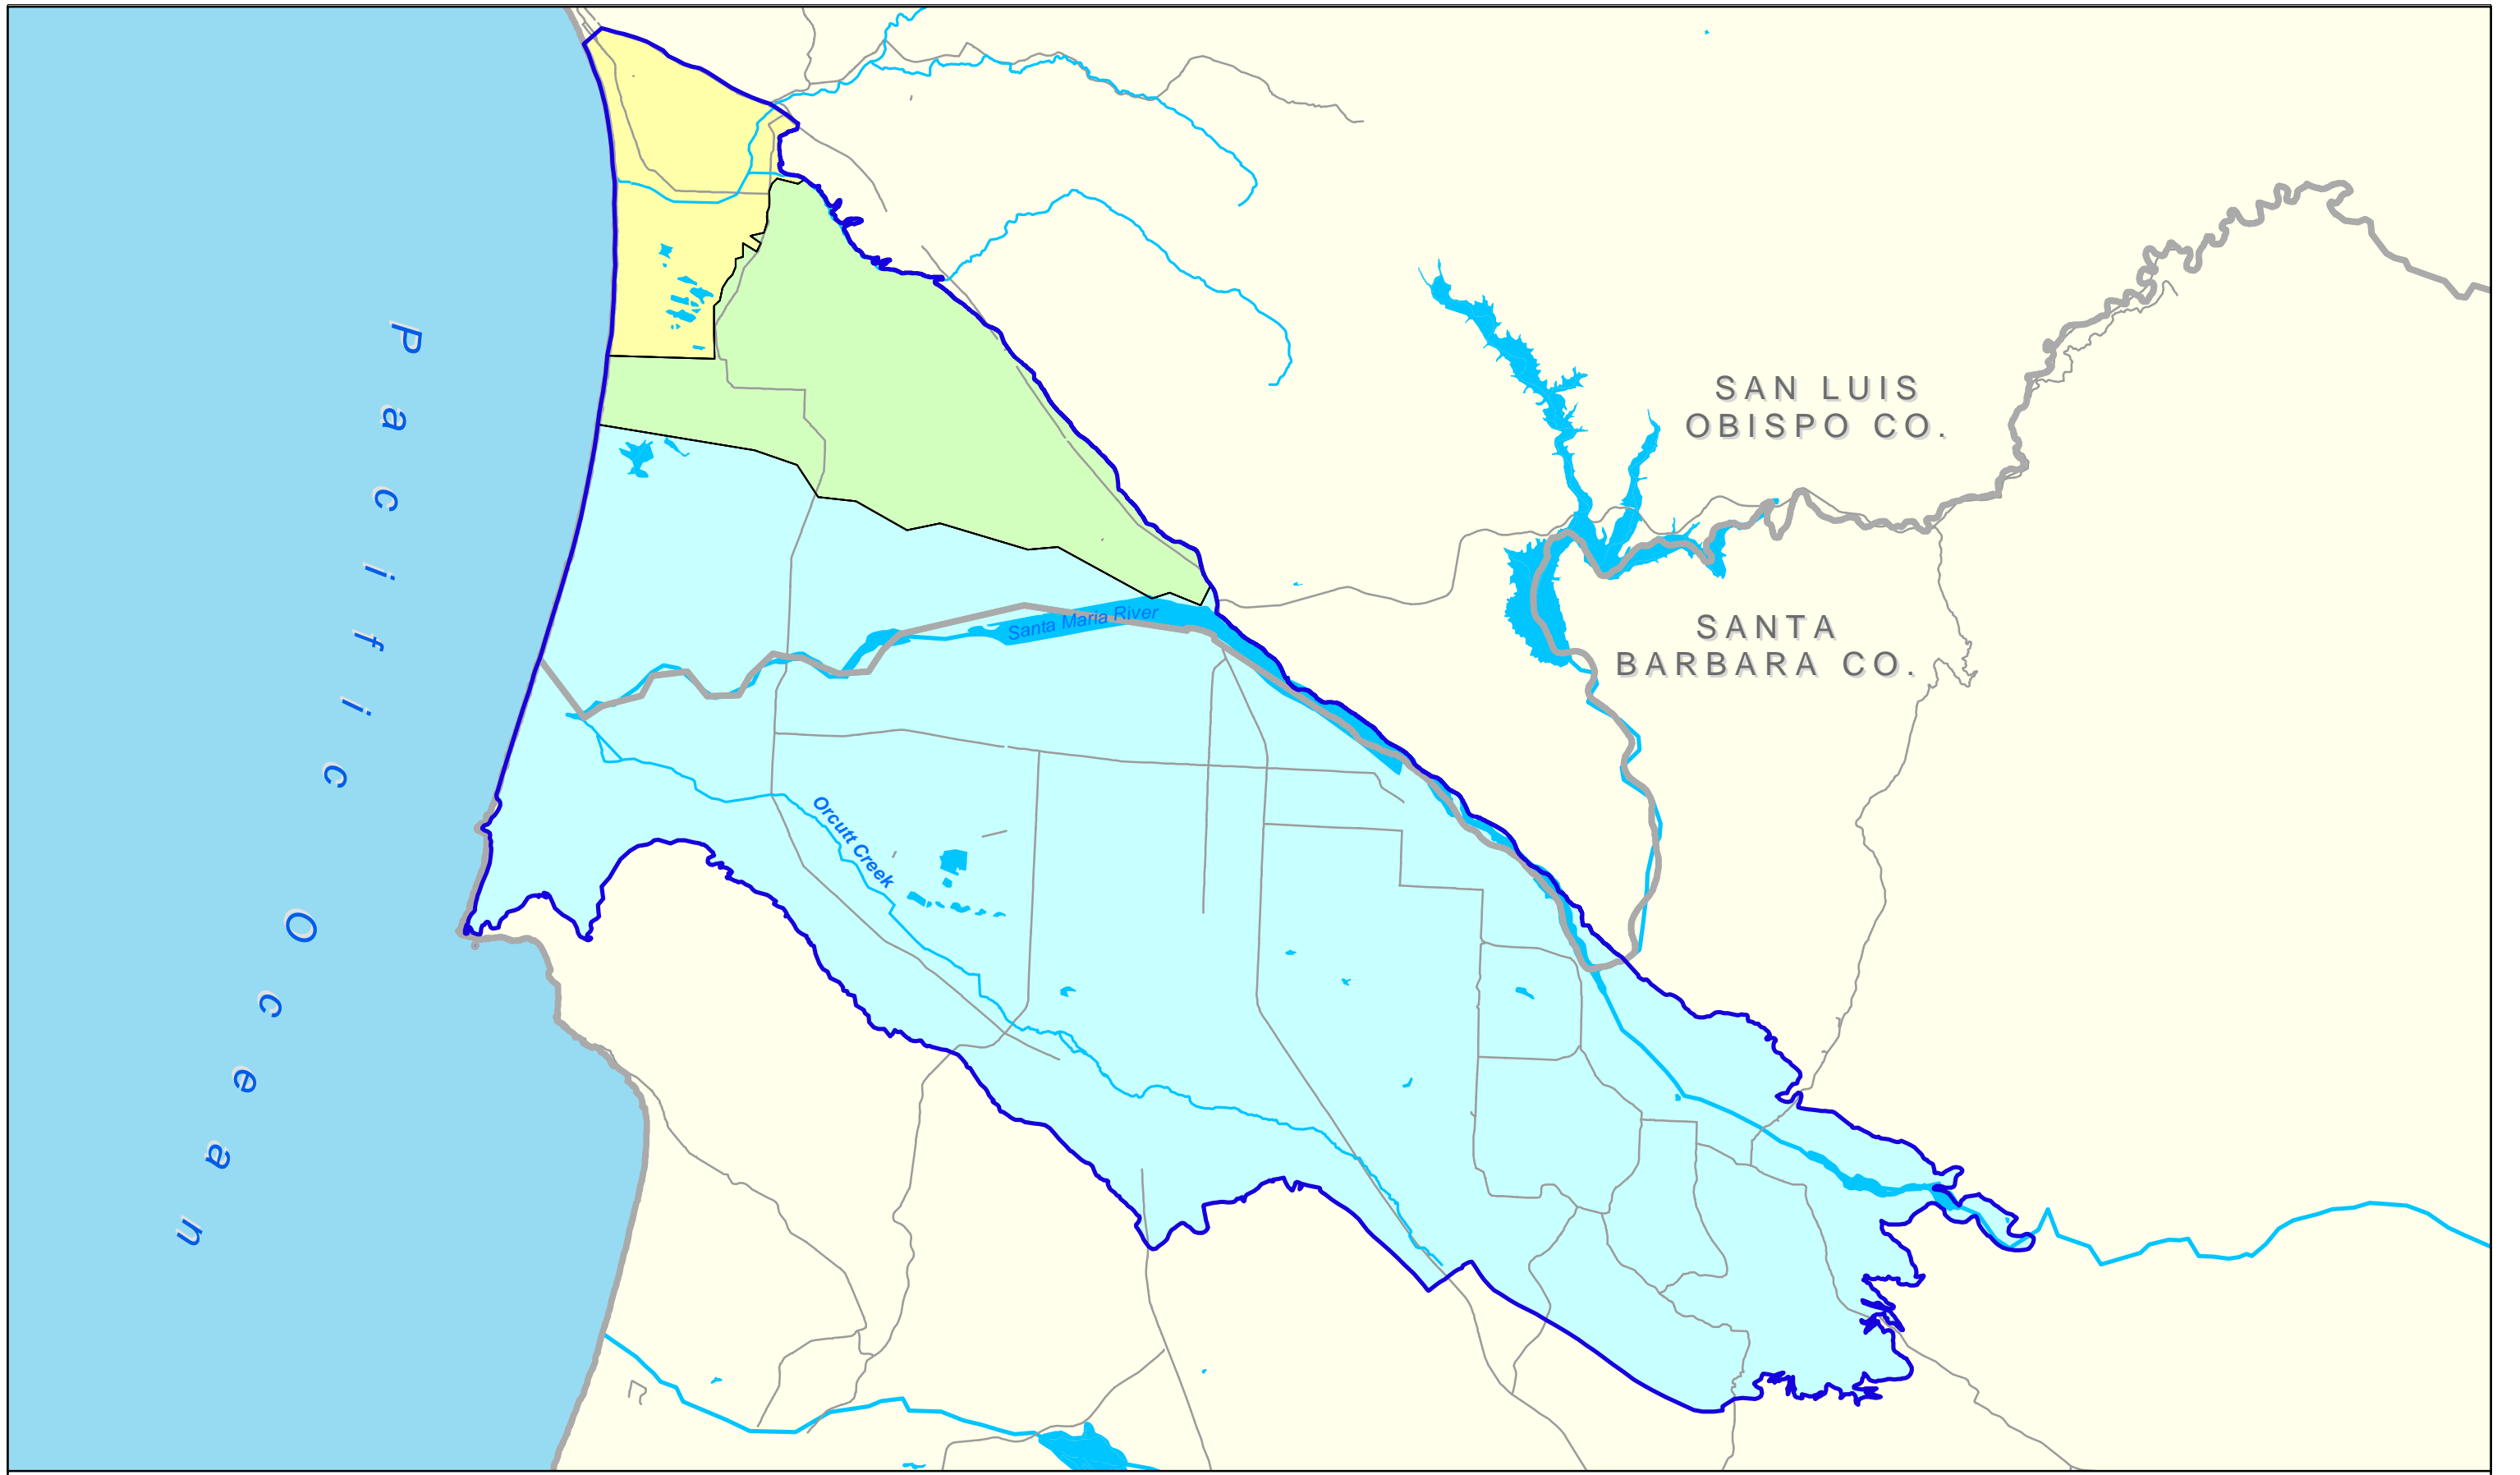 Pacific Ocean
SAN LUIS
OBISPO CO.
Santa Maria River
SANTA
BARBARA CO.
Orcutt Creek